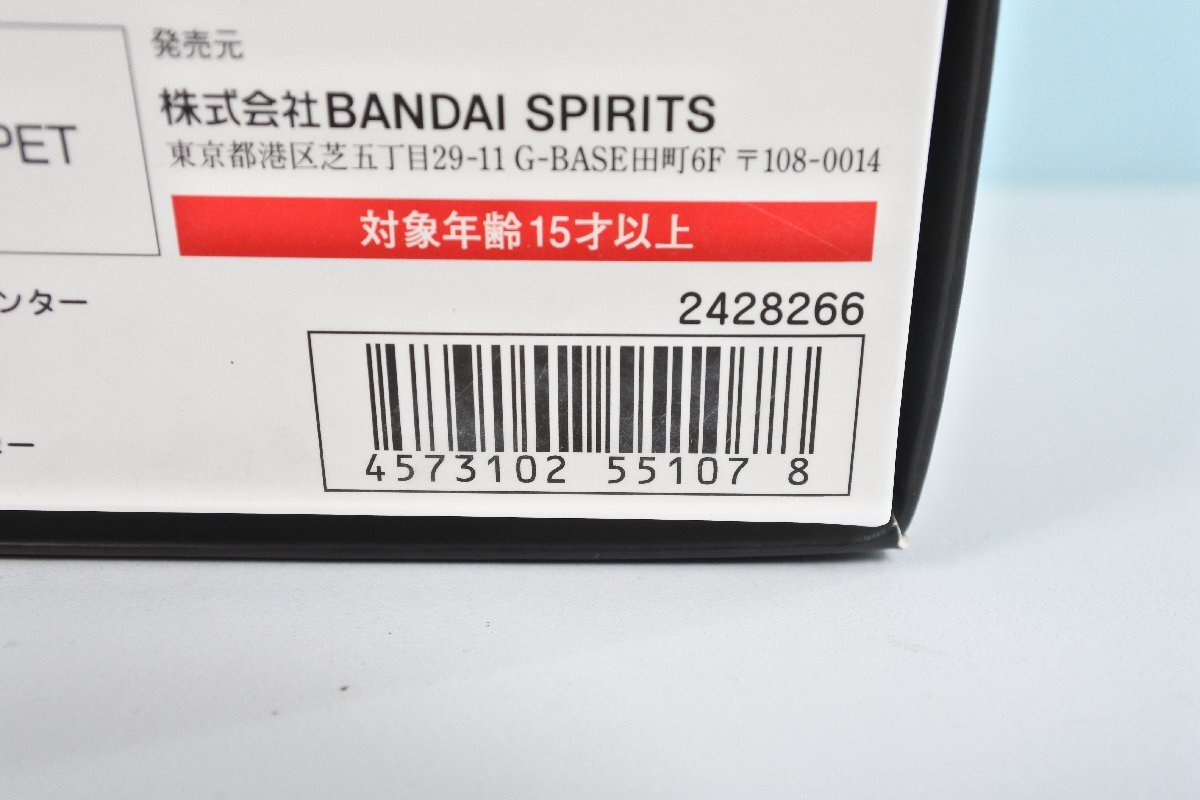 発売元
株式会社BANDAI SPIRITS
東京都港区芝五丁目29-11 G-BASE田町6F 〒108-0014
PET
対象年齢15才以上
ンター
2428266
ー
4573102 55107 8